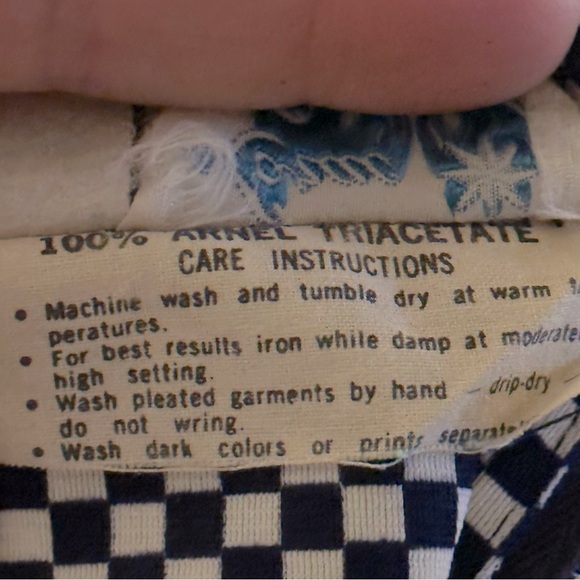 100% ARNEL TRIACETATE
CARE INSTRUCTIONS
• Machine wash and tumble dry at warm
peratures.
• For best results iron while damp at moderate
high setting.
• Wash pleated garments by hand – drip-dry –
do not wring.
• Wash dark colors or prints separate